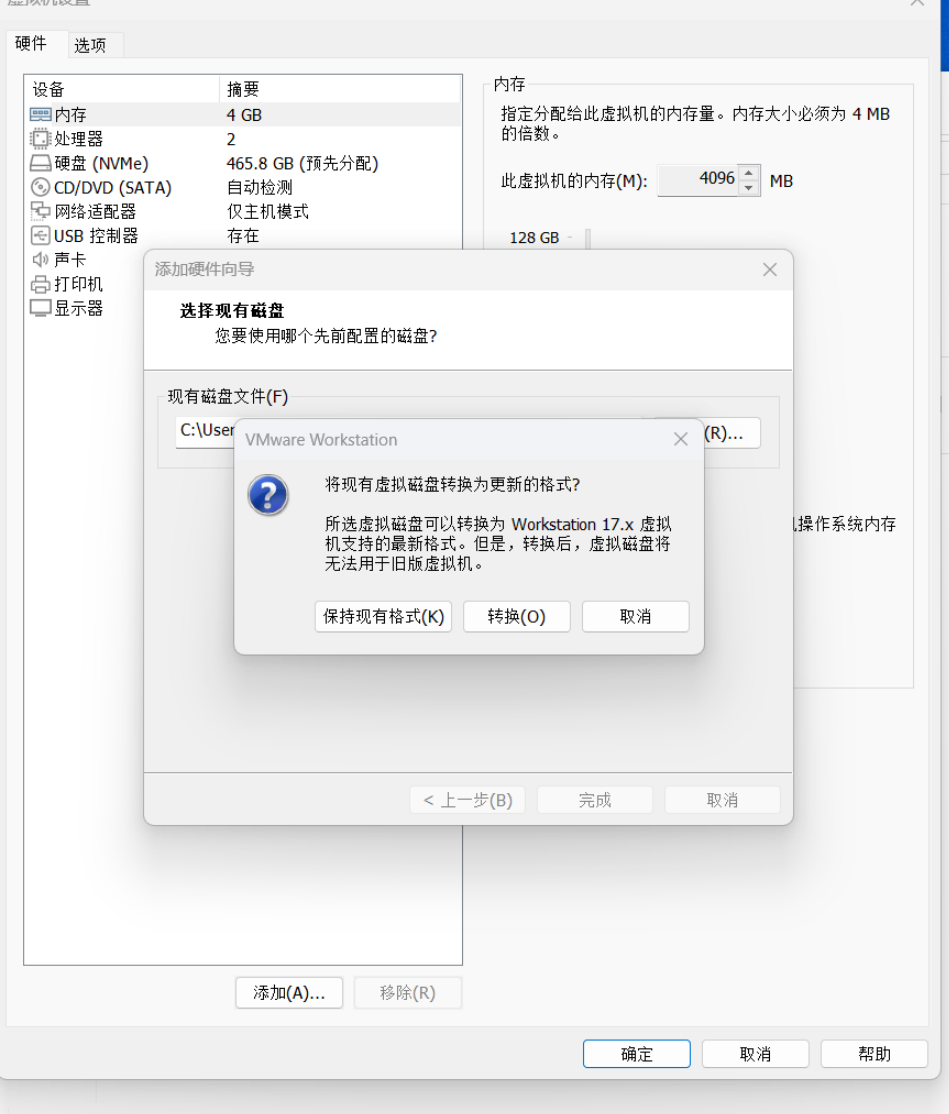 虚拟机设置
硬件
选项
设备 摘要
内存 4 GB
处理器 2
硬盘 (NVMe) 465.8 GB (预先分配)
CD/DVD (SATA) 自动检测
网络适配器 仅主机模式
USB 控制器 存在
声卡
打印机
显示器
内存
指定分配给此虚拟机的内存量。内存大小必须为 4 MB
的倍数。
此虚拟机的内存(M): 4096 MB
128 GB
添加硬件向导
选择现有磁盘
您要使用哪个先前配置的磁盘?
现有磁盘文件(F)
C:\User
(R)...
VMware Workstation
将现有虚拟磁盘转换为更新的格式?
所选虚拟磁盘可以转换为 Workstation 17.x 虚拟
机支持的最新格式。但是，转换后，虚拟磁盘将
无法用于旧版虚拟机。
保持现有格式(K) 转换(O) 取消
操作系统内存
< 上一步(B) 完成 取消
添加(A)... 移除(R)
确定 取消 帮助